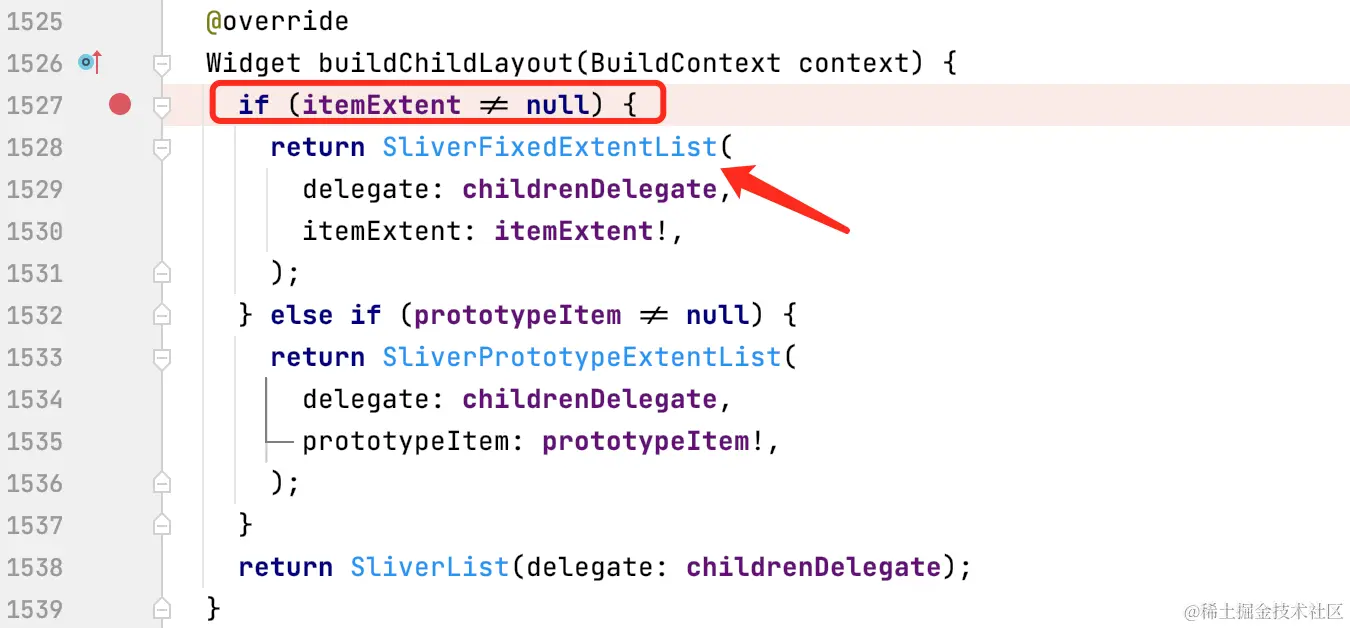 1525 @override
1526 Widget buildChildLayout(BuildContext context) {
1527 if (itemExtent ≠ null) {
1528 return SliverFixedExtentList(
1529 delegate: childrenDelegate,
1530 itemExtent: itemExtent!,
1531 );
1532 } else if (prototypeItem ≠ null) {
1533 return SliverPrototypeExtentList(
1534 delegate: childrenDelegate,
1535 prototypeItem: prototypeItem!,
1536 );
1537 }
1538 return SliverList(delegate: childrenDelegate);
1539 }
@稀土掘金技术社区